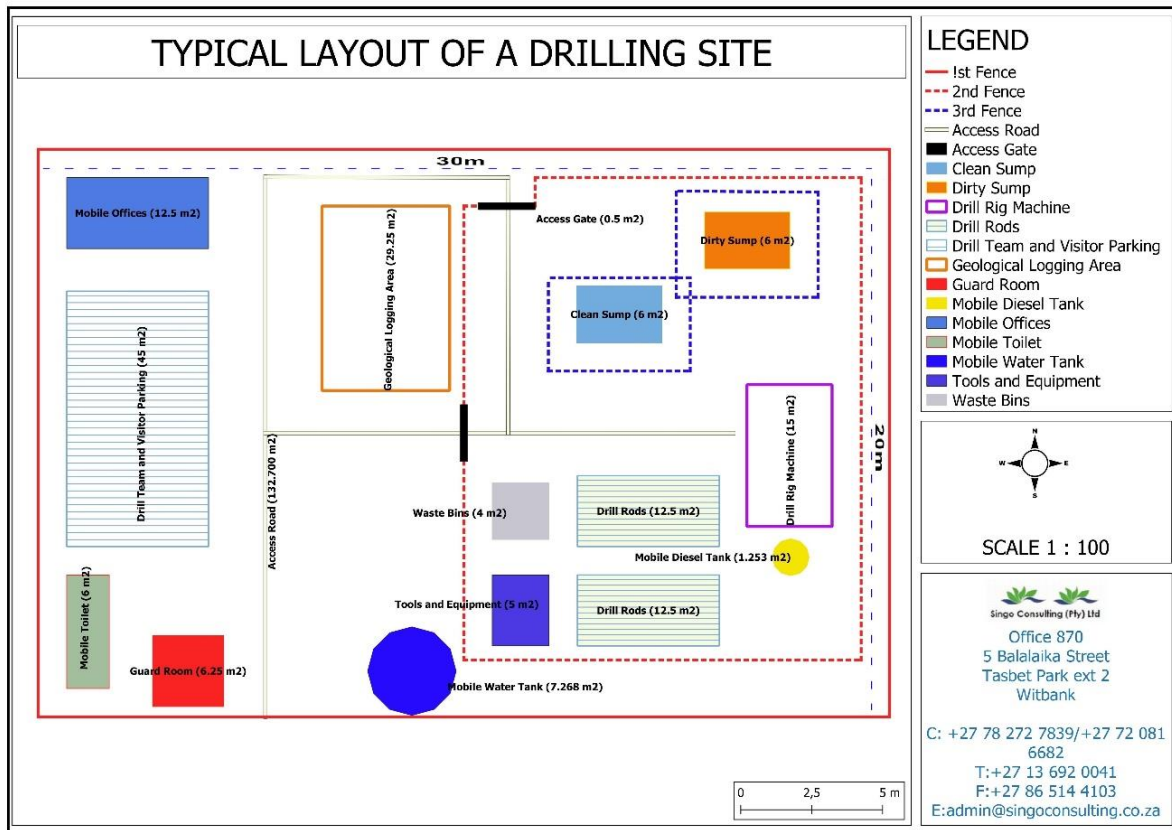 TYPICAL LAYOUT OF A DRILLING SITE
30m
Mobile Offices (12.5 m2)
Access Gate (0.5 m2)
Dirty Sump (6 m2)
Geological Logging Area (29.25 m2)
Clean Sump (6 m2)
Drill Team and Visitor Parking (45 m2)
20m
Drill Rig Machine (15 m2)
Access Road (132.700 m2)
Waste Bins (4 m2)
Drill Rods (12.5 m2)
Mobile Diesel Tank (1.253 m2)
Mobile Toilet (6 m2)
Tools and Equipment (5 m2)
Drill Rods (12.5 m2)
Guard Room (6.25 m2)
Mobile Water Tank (7.268 m2)
0 2,5 5 m
LEGEND
!st Fence
2nd Fence
3rd Fence
Access Road
Access Gate
Clean Sump
Dirty Sump
Drill Rig Machine
Drill Rods
Drill Team and Visitor Parking
Geological Logging Area
Guard Room
Mobile Diesel Tank
Mobile Offices
Mobile Toilet
Mobile Water Tank
Tools and Equipment
Waste Bins
N
W E
S
SCALE 1 : 100
Singo Consulting (Pty) Ltd
Office 870
5 Balalaika Street
Tasbet Park ext 2
Witbank
C: +27 78 272 7839/+27 72 081
6682
T:+27 13 692 0041
F:+27 86 514 4103
E:admin@singoconsulting.co.za